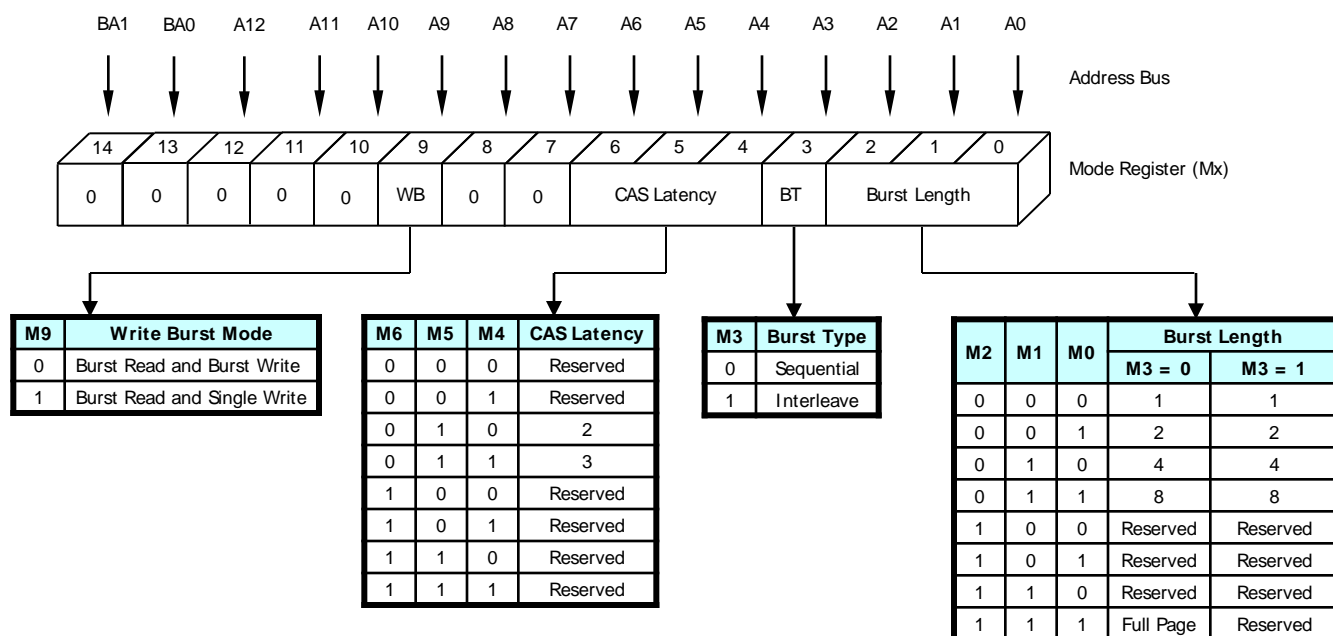 BA1 BA0 A12 A11 A10 A9 A8 A7 A6 A5 A4 A3 A2 A1 A0
Address Bus
14 13 12 11 10 9 8 7 6 5 4 3 2 1 0
Mode Register (Mx)
0 0 0 0 0 WB 0 0 CAS Latency BT Burst Length
M9 Write Burst Mode
0 Burst Read and Burst Write
1 Burst Read and Single Write
M6 M5 M4 CAS Latency
0 0 0 Reserved
0 0 1 Reserved
0 1 0 2
0 1 1 3
1 0 0 Reserved
1 0 1 Reserved
1 1 0 Reserved
1 1 1 Reserved
M3 Burst Type
0 Sequential
1 Interleave
M2 M1 M0 Burst Length
M3 = 0 M3 = 1
0 0 0 1 1
0 0 1 2 2
0 1 0 4 4
0 1 1 8 8
1 0 0 Reserved Reserved
1 0 1 Reserved Reserved
1 1 0 Reserved Reserved
1 1 1 Full Page Reserved